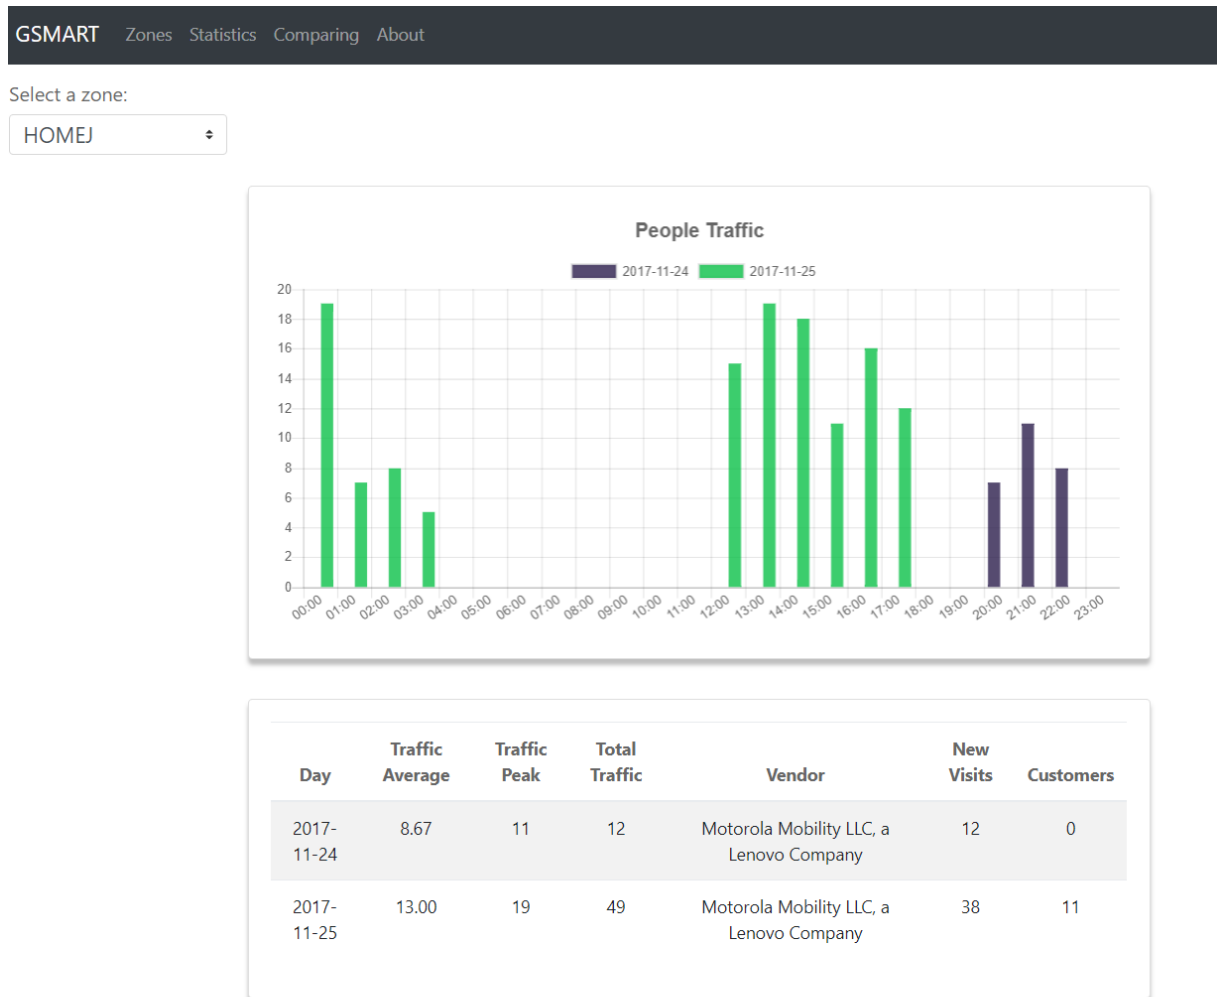 GSMART Zones Statistics Comparing About
Select a zone:
HOMEJ
People Traffic
2017-11-24 2017-11-25
20
18
16
14
12
10
8
6
4
2
0
00:00 01:00 02:00 03:00 04:00 05:00 06:00 07:00 08:00 09:00 10:00 11:00 12:00 13:00 14:00 15:00 16:00 17:00 18:00 19:00 20:00 21:00 22:00 23:00
Traffic Traffic Total New
Day Average Peak Traffic Vendor Visits Customers
2017- 8.67 11 12 Motorola Mobility LLC, a 12 0
11-24 Lenovo Company
2017- 13.00 19 49 Motorola Mobility LLC, a 38 11
11-25 Lenovo Company